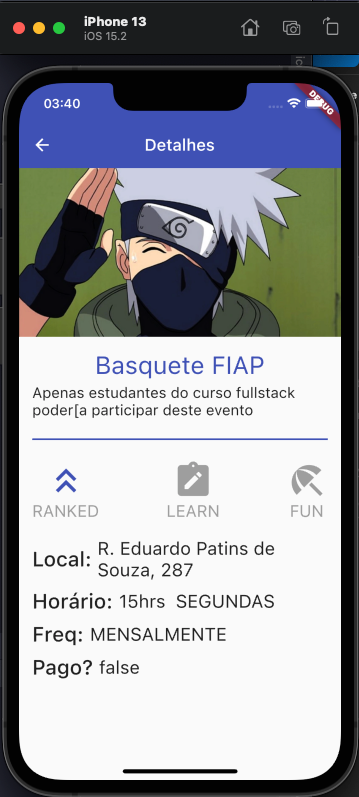 iPhone 13
iOS 15.2
03:40
DEBUG
Detalhes
Basquete FIAP
Apenas estudantes do curso fullstack
poder[a participar deste evento
RANKED
LEARN
FUN
Local: R. Eduardo Patins de
Souza, 287
Horário: 15hrs  SEGUNDAS
Freq: MENSALMENTE
Pago? false